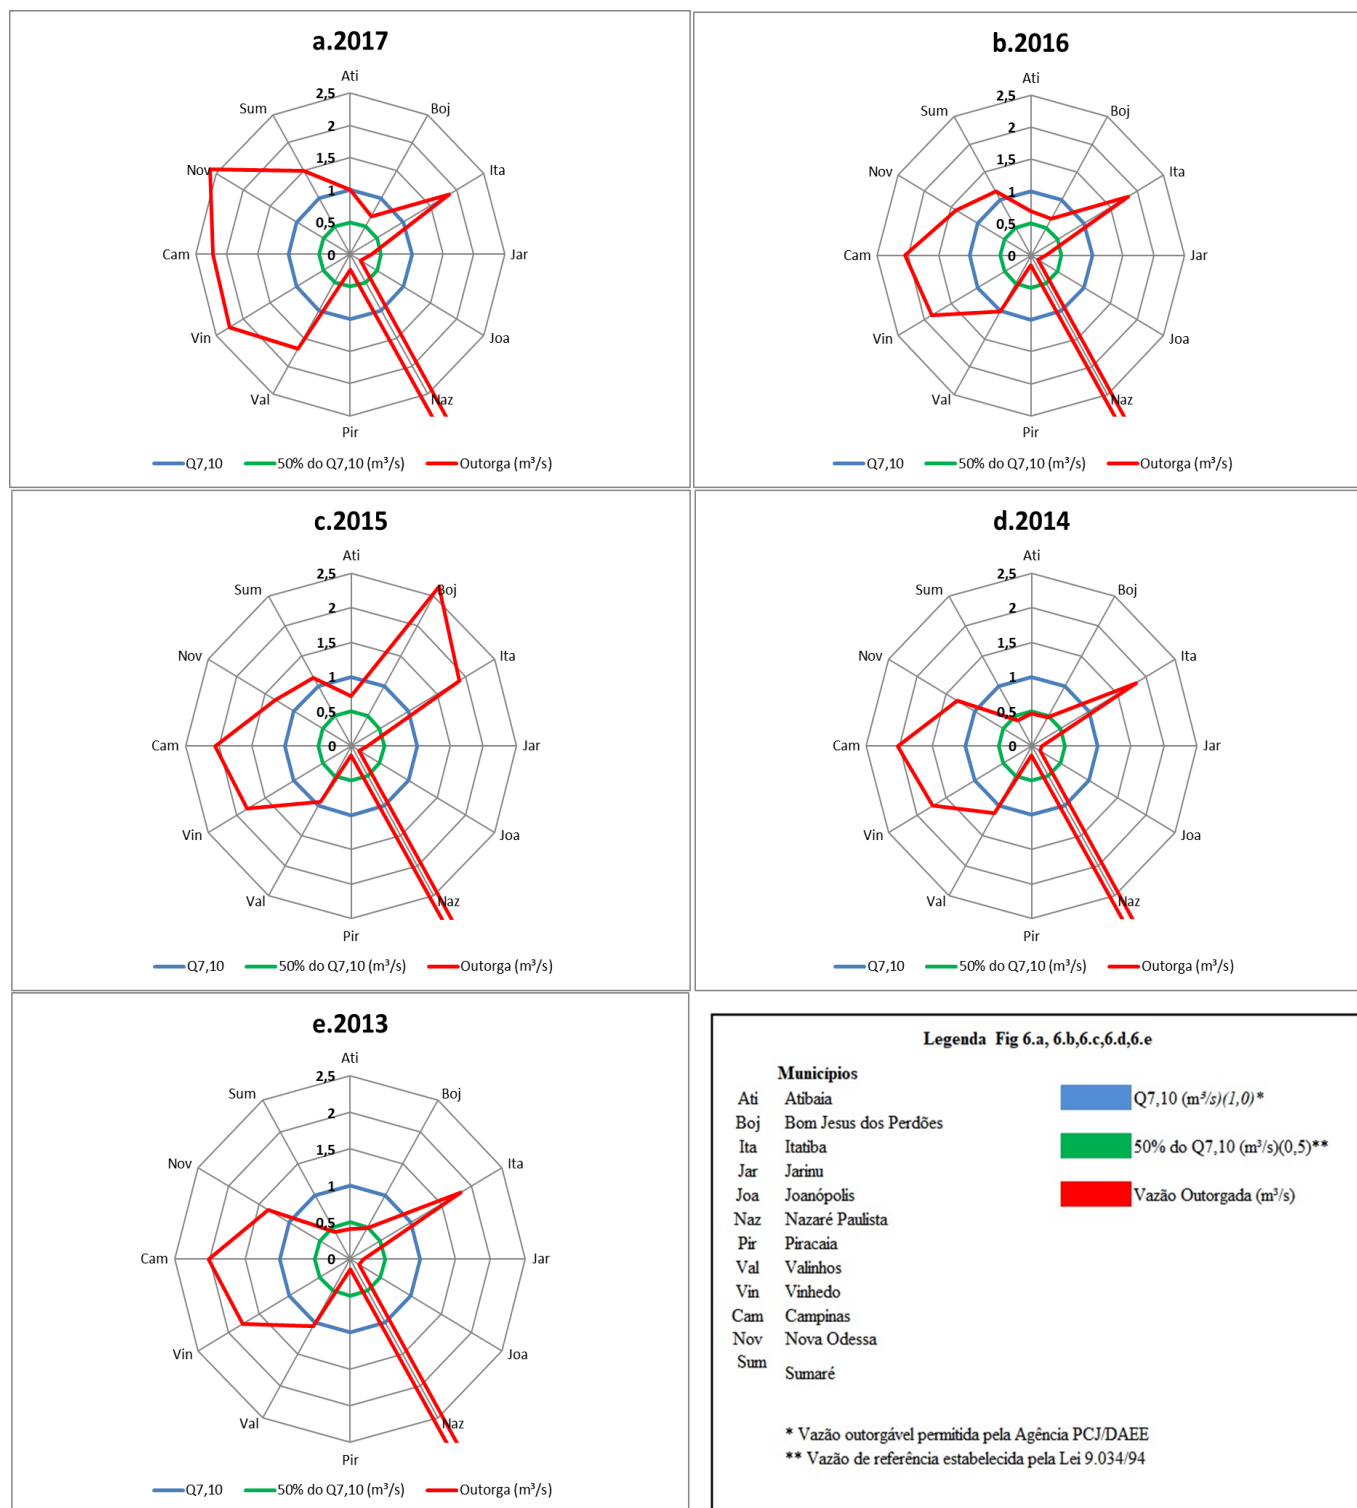 a.2017
Ati
2,5
Sum
Boj
2
Nov
1,5
Ita
1
0,5
Cam
0
Jar
Vin
Joa
Val
Naz
Pir
Q7,10
50% do Q7,10 (m³/s)
Outorga (m³/s)
b.2016
Ati
2,5
Sum
Boj
2
Nov
1,5
Ita
1
0,5
Cam
0
Jar
Vin
Joa
Val
Naz
Pir
Q7,10
50% do Q7,10 (m³/s)
Outorga (m³/s)
c.2015
Ati
2,5
Sum
Boj
2
Nov
1,5
Ita
1
0,5
Cam
0
Jar
Vin
Joa
Val
Naz
Pir
Q7,10
50% do Q7,10 (m³/s)
Outorga (m³/s)
d.2014
Ati
2,5
Sum
Boj
2
Nov
1,5
Ita
1
0,5
Cam
0
Jar
Vin
Joa
Val
Naz
Pir
Q7,10
50% do Q7,10 (m³/s)
Outorga (m³/s)
e.2013
Ati
2,5
Sum
Boj
2
Nov
1,5
Ita
1
0,5
Cam
0
Jar
Vin
Joa
Val
Naz
Pir
Q7,10
50% do Q7,10 (m³/s)
Outorga (m³/s)
Legenda Fig 6.a, 6.b,6.c,6.d,6.e
Municípios
Ati Atibaia
Boj Bom Jesus dos Perdões
Ita Itatiba
Jar Jarinu
Joa Joanópolis
Naz Nazaré Paulista
Pir Piracaia
Val Valinhos
Vin Vinhedo
Cam Campinas
Nov Nova Odessa
Sum Sumaré
Q7,10 (m³/s)(1,0)*
50% do Q7,10 (m³/s)(0,5)**
Vazão Outorgada (m³/s)
* Vazão outorgável permitida pela Agência PCJ/DAEE
** Vazão de referência estabelecida pela Lei 9.034/94